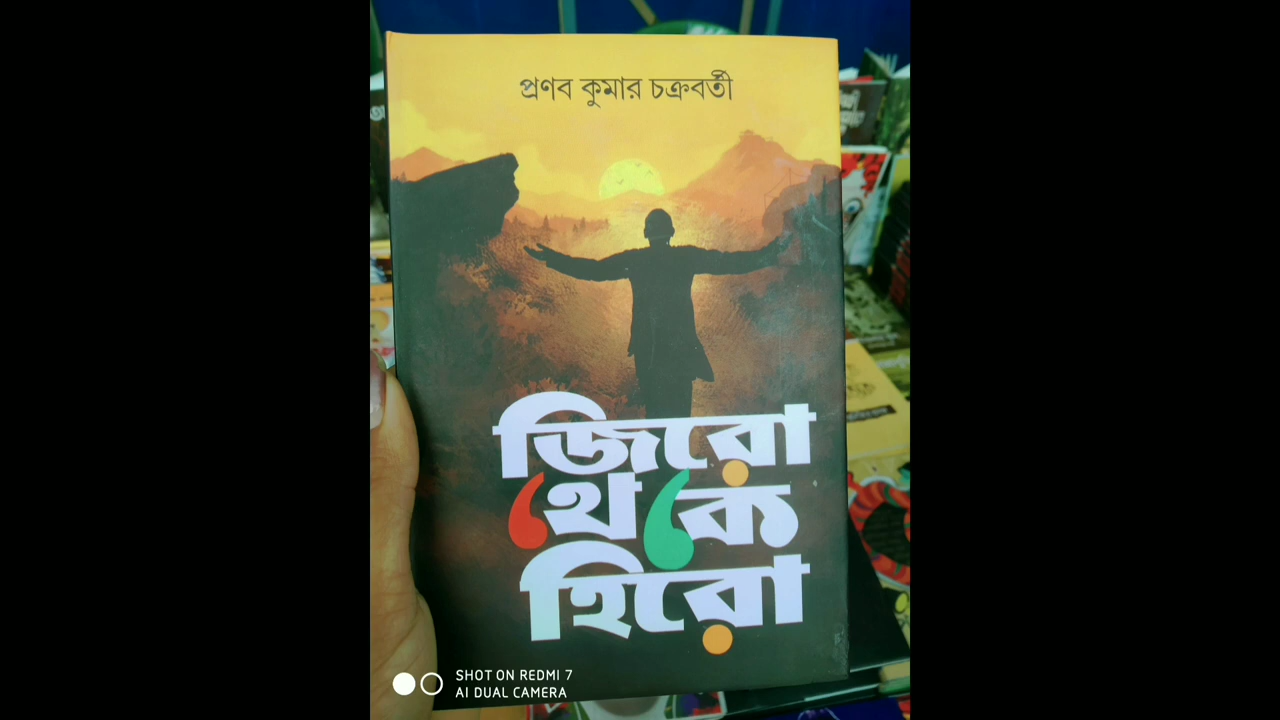 প্রণব কুমার চক্রবর্তী
জিরো
থেকে
হিরো
SHOT ON REDMI 7
AI DUAL CAMERA